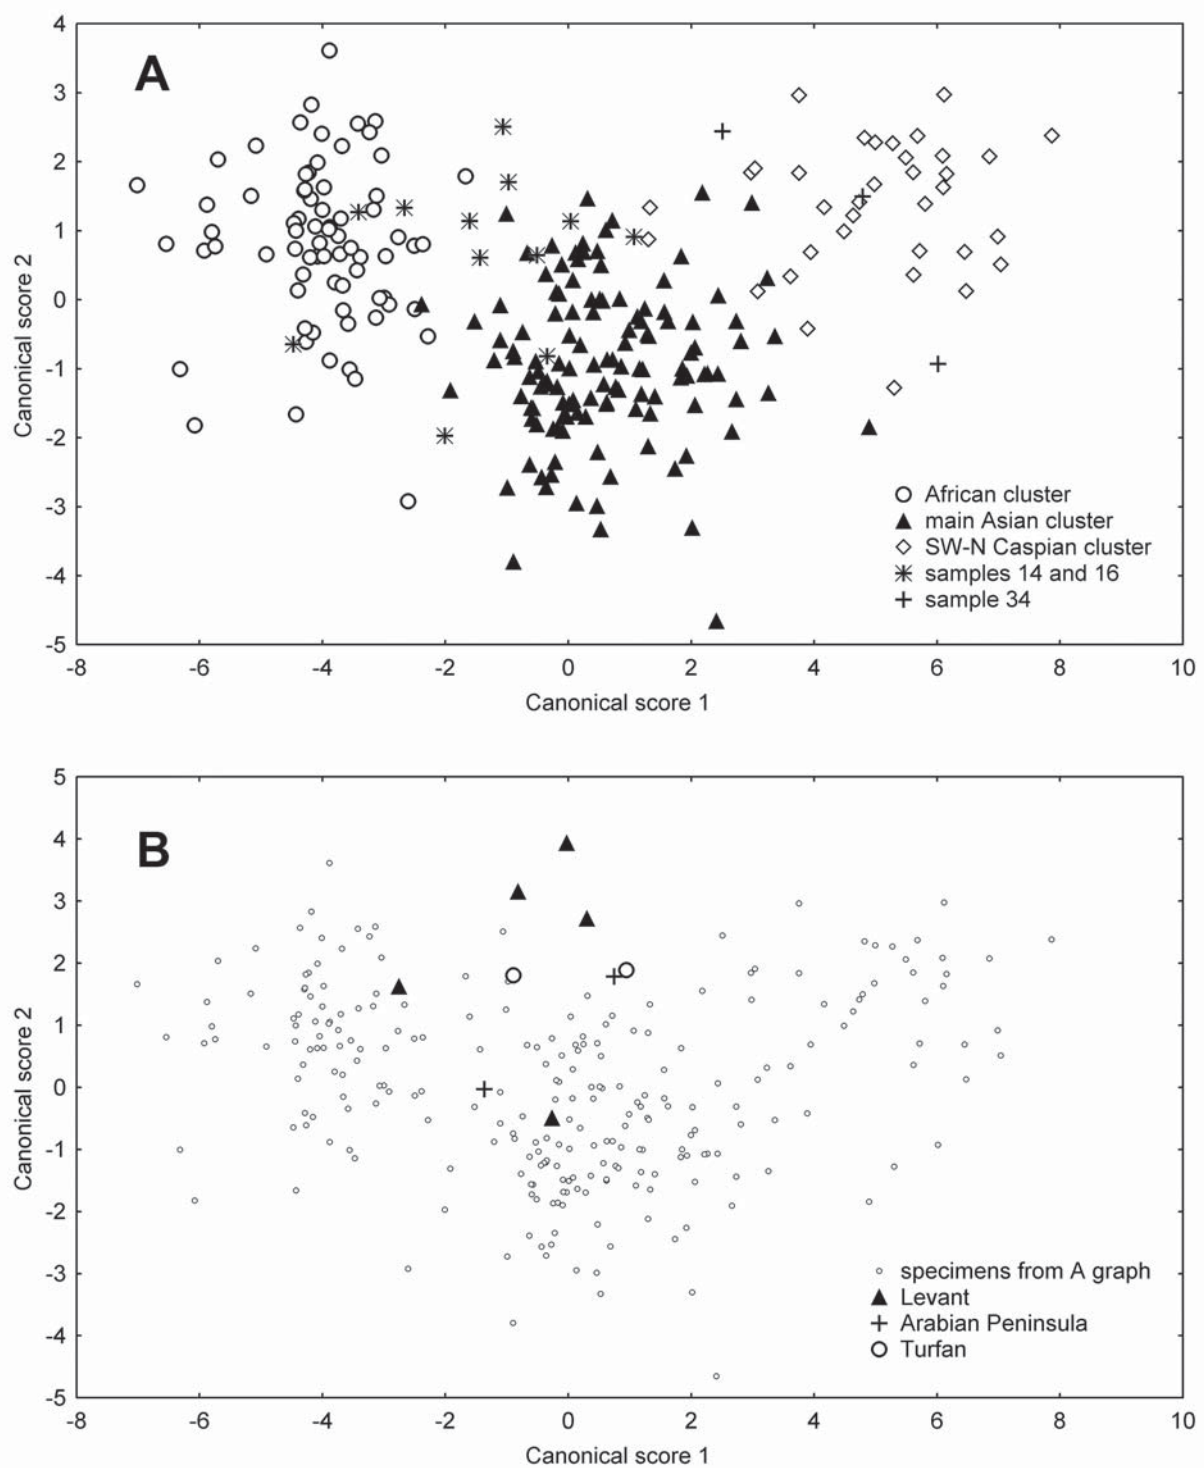 A
4
3
2
1
0
-1
-2
-3
-4
-5
Canonical score 2
African cluster
main Asian cluster
SW-N Caspian cluster
samples 14 and 16
sample 34
-8 -6 -4 -2 0 2 4 6 8 10
Canonical score 1
B
5
4
3
2
1
0
-1
-2
-3
-4
-5
Canonical score 2
specimens from A graph
Levant
Arabian Peninsula
Turfan
-8 -6 -4 -2 0 2 4 6 8 10
Canonical score 1